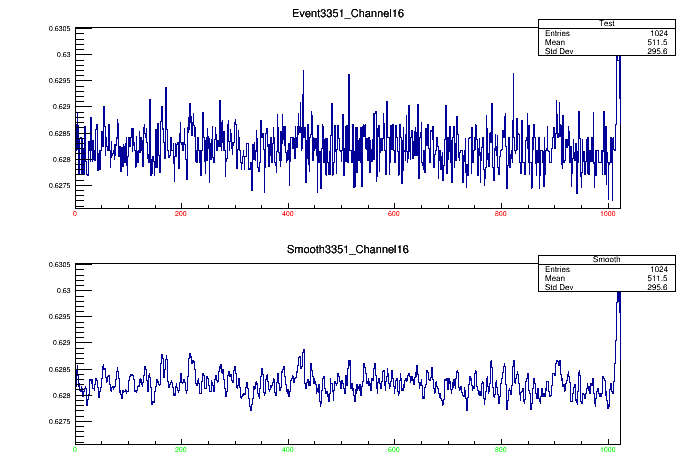 Event3351_Channel16
Test
Entries 1024
Mean 511.5
Std Dev 295.6
0.6305
0.63
0.6295
0.629
0.6285
0.628
0.6275
0 200 400 600 800 1000
Smooth3351_Channel16
Smooth
Entries 1024
Mean 511.5
Std Dev 295.6
0.6305
0.63
0.6295
0.629
0.6285
0.628
0.6275
0 200 400 600 800 1000